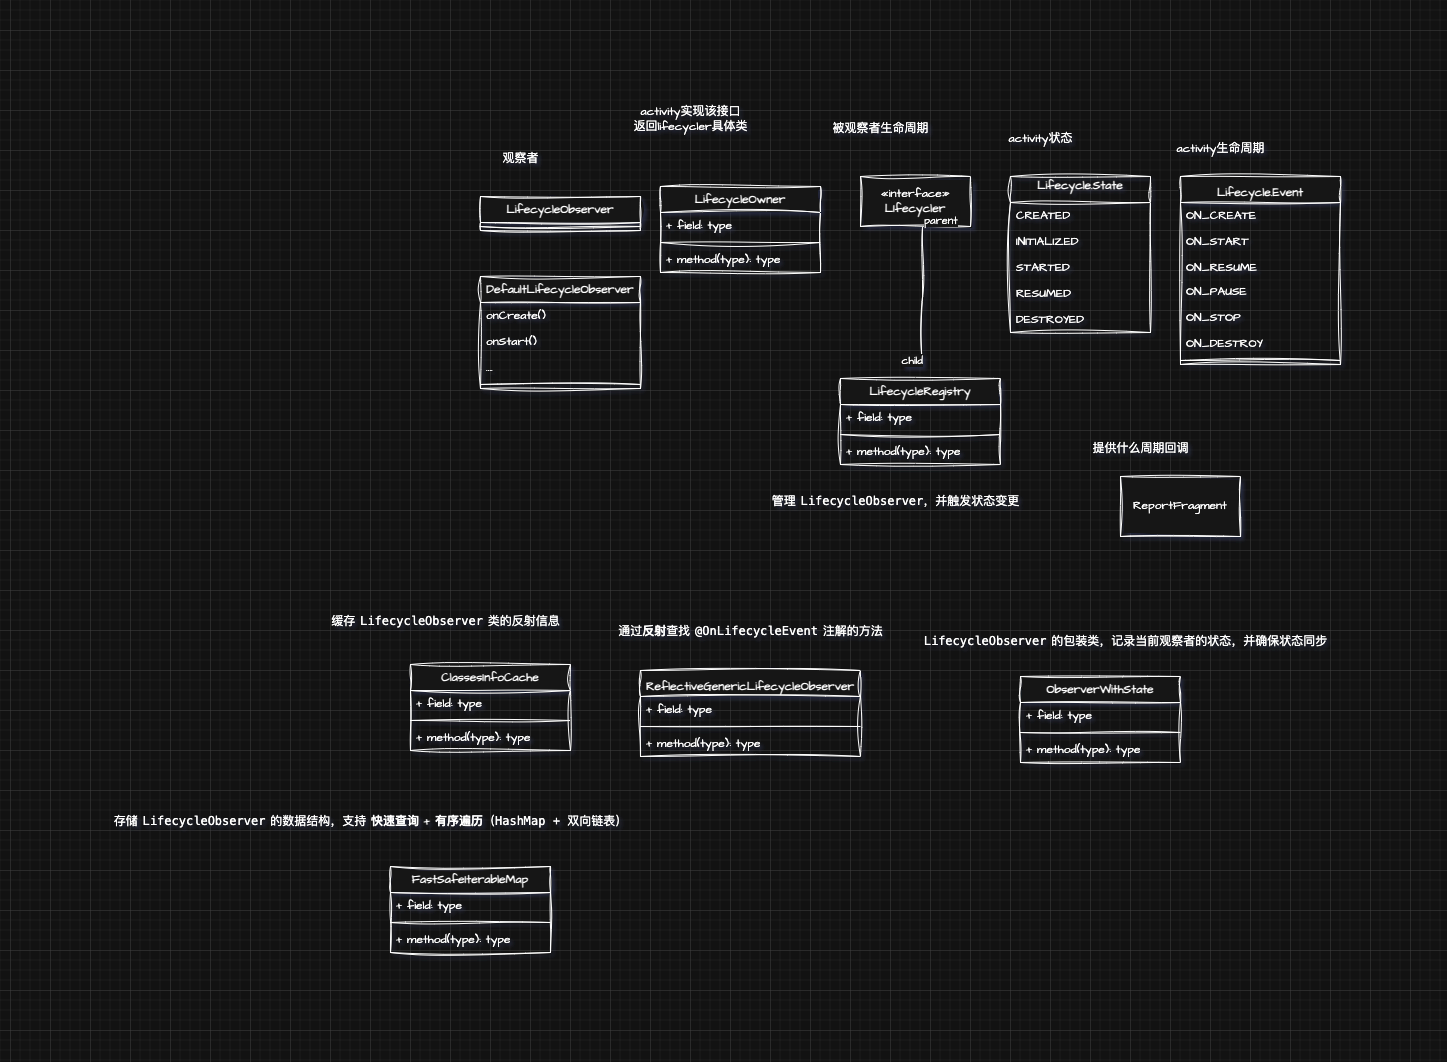 activity实现该接口
返回lifecycler具体类
被观察者生命周期
activity状态
activity生命周期
观察者
LifecycleObserver
LifecycleOwner
+ field: type
+ method(type): type
«interface»
Lifecycler
parent
Lifecycle.State
CREATED
INITIALIZED
STARTED
RESUMED
DESTROYED
Lifecycle.Event
ON_CREATE
ON_START
ON_RESUME
ON_PAUSE
ON_STOP
ON_DESTROY
DefaultLifecycleObserver
onCreate()
onStart()
...
child
LifecycleRegistry
+ field: type
+ method(type): type
管理 LifecycleObserver，并触发状态变更
提供什么周期回调
ReportFragment
缓存 LifecycleObserver 类的反射信息
通过反射查找 @OnLifecycleEvent 注解的方法
LifecycleObserver 的包装类，记录当前观察者的状态，并确保状态同步
ClassesInfoCache
+ field: type
+ method(type): type
ReflectiveGenericLifecycleObserver
+ field: type
+ method(type): type
ObserverWithState
+ field: type
+ method(type): type
存储 LifecycleObserver 的数据结构，支持 快速查询 + 有序遍历（HashMap + 双向链表）
FastSafeIterableMap
+ field: type
+ method(type): type